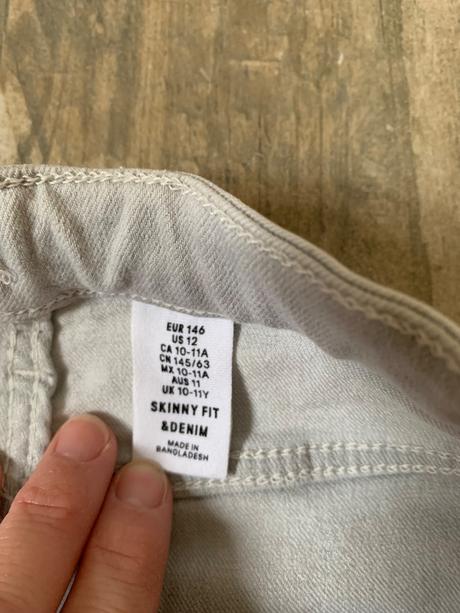 EUR 146
US 12
CA 10-11A
CN 145/63
MX 10-11A
AUS 11
UK 10-11Y
SKINNY FIT
&DENIM
MADE IN
BANGLADESH